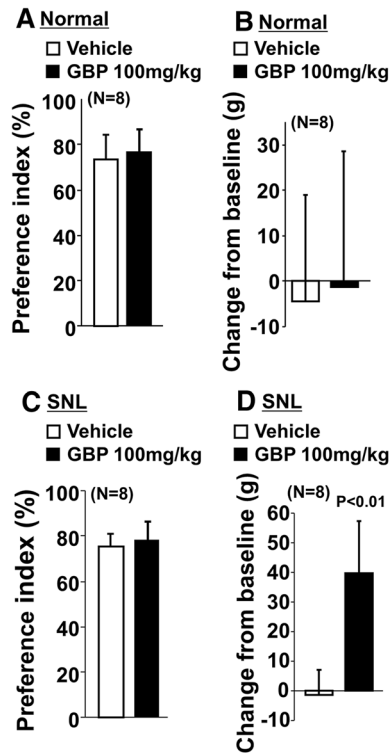 A Normal
Vehicle
GBP 100mg/kg
(N=8)
Preference index (%)
100
80
60
40
20
0
B Normal
Vehicle
GBP 100mg/kg
(N=8)
Change from baseline (g)
30
20
10
0
-10
C SNL
Vehicle
GBP 100mg/kg
(N=8)
Preference index (%)
100
80
60
40
20
0
D SNL
Vehicle
GBP 100mg/kg
(N=8)
P<0.01
Change from baseline (g)
60
50
40
30
20
10
0
-10